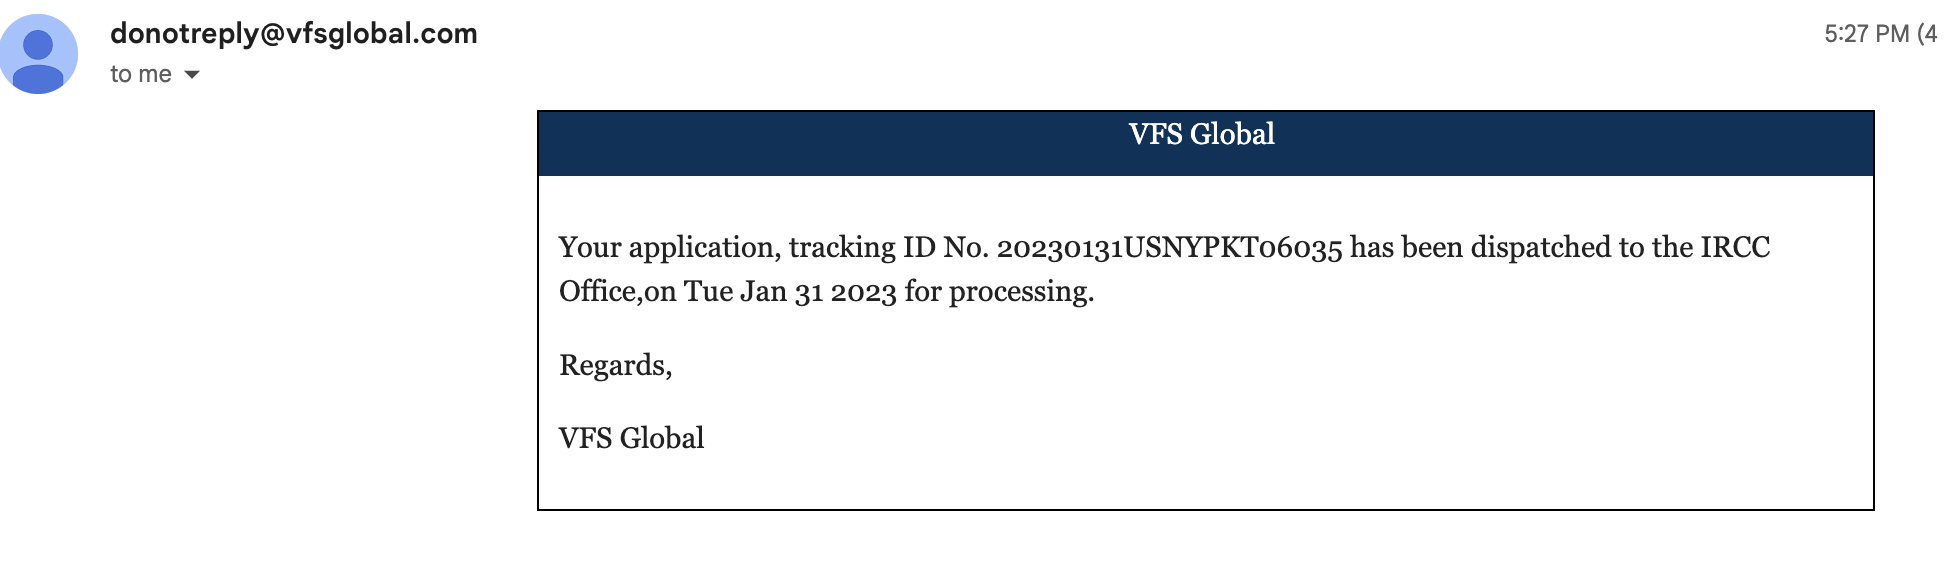 donotreply@vfsglobal.com
5:27 PM (4
to me
VFS Global
Your application, tracking ID No. 20230131USNYPKT06035 has been dispatched to the IRCC
Office,on Tue Jan 31 2023 for processing.
Regards,
VFS Global